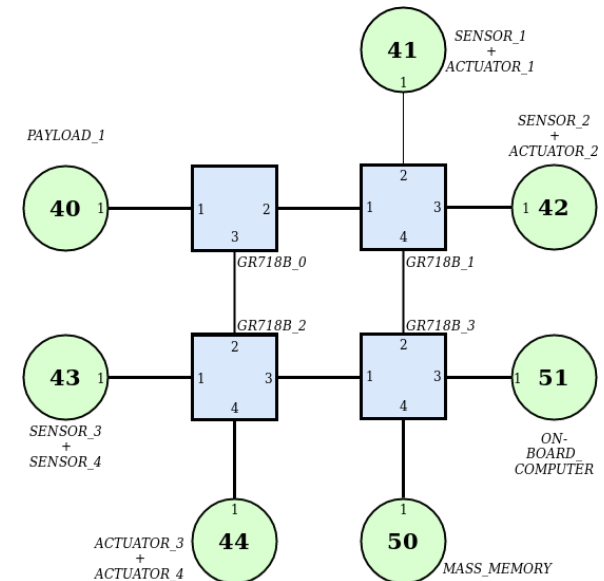 41
1
SENSOR_1
+
ACTUATOR_1
SENSOR_2
+
ACTUATOR_2
PAYLOAD_1
40 1
1 2
3
GR718B_0
2
1 3
4
GR718B_1
1 42
GR718B_2
2
1 3
4
GR718B_3
2
1 3
4
43 1
SENSOR_3
+
SENSOR_4
1 51
ON-
BOARD_
COMPUTER
1
44
ACTUATOR_3
+
ACTUATOR_4
1
50
MASS_MEMORY